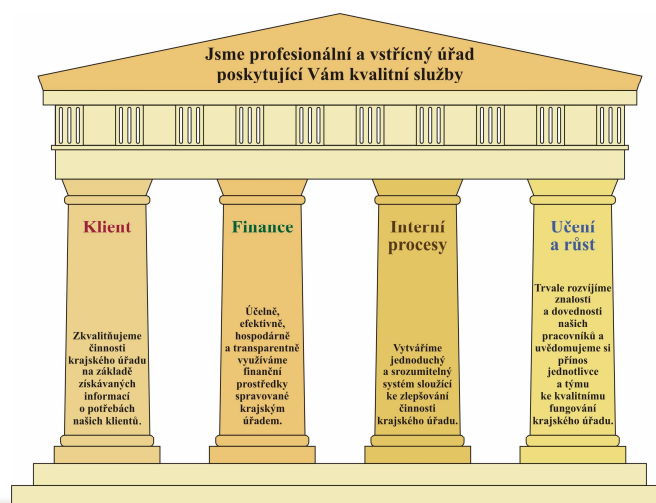 Jsme profesionální a vstřícný úřad
poskytující Vám kvalitní služby
Klient
Zkvalitňujeme
činnosti
krajského úřadu
na základě
získávaných
informací
o potřebách
našich klientů.
Finance
Účelně,
efektivně,
hospodárně
a transparentně
využíváme
finanční
prostředky
spravované
krajským
úřadem.
Interní
procesy
Vytváříme
jednoduchý
a srozumitelný
systém sloužící
ke zlepšování
činnosti
krajského úřadu.
Učení
a růst
Trvale rozvíjíme
znalosti
a dovednosti
našich
pracovníků a
uvědomujeme si
přínos
jednotlivce
a týmu
ke kvalitnímu
fungování
krajského úřadu.